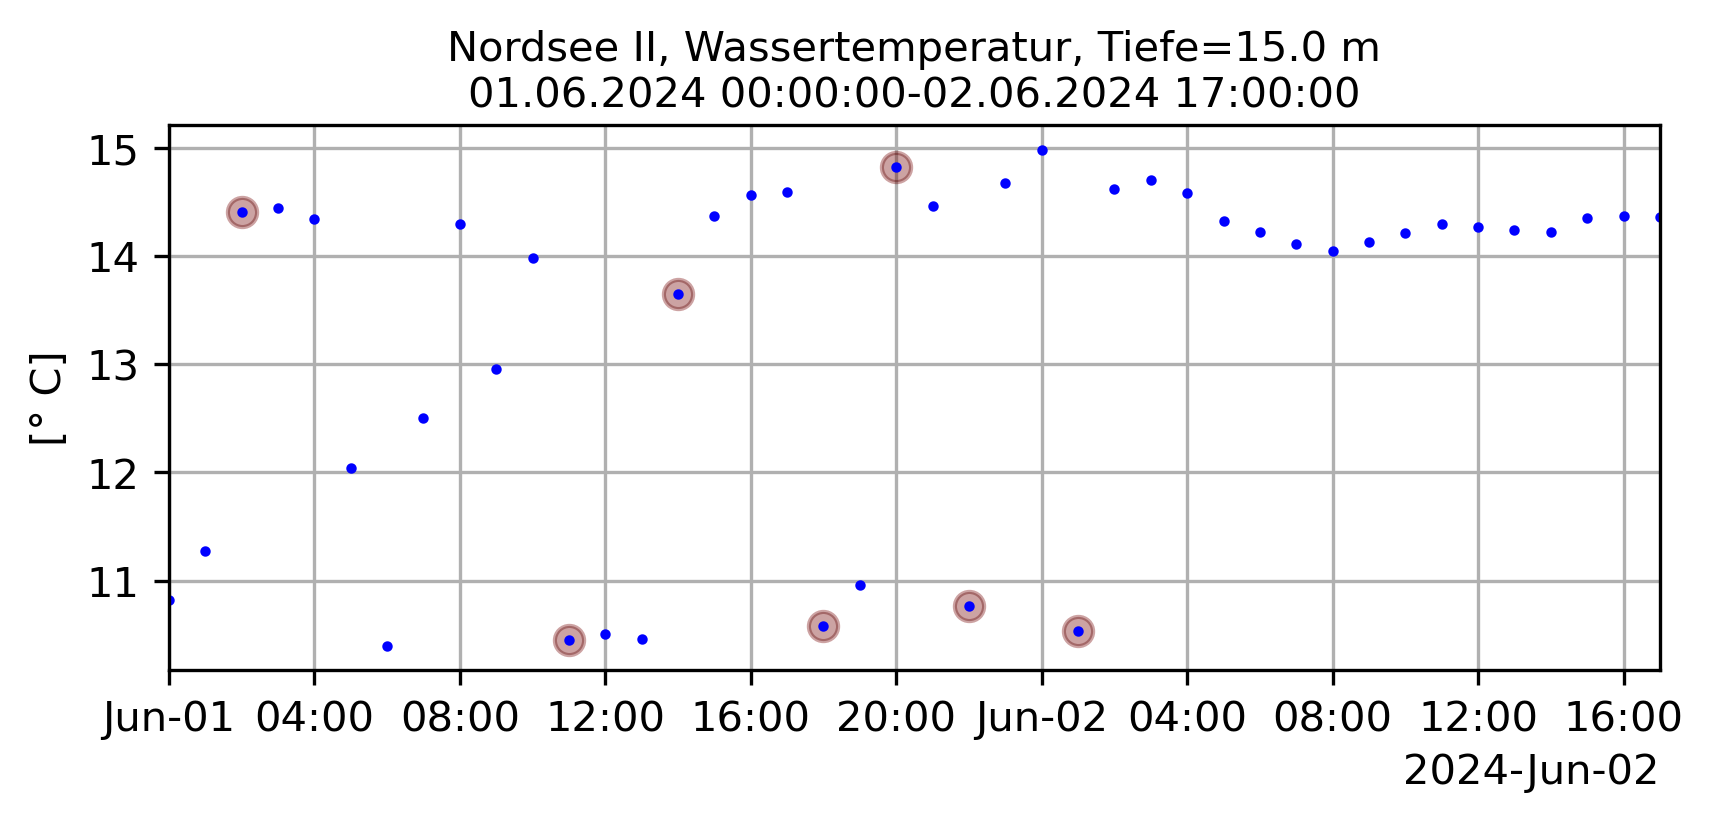 Nordsee II, Wassertemperatur, Tiefe=15.0 m
01.06.2024 00:00:00-02.06.2024 17:00:00
15
14
13
12
11
[° C]
Jun-01 04:00 08:00 12:00 16:00 20:00 Jun-02 04:00 08:00 12:00 16:00
2024-Jun-02